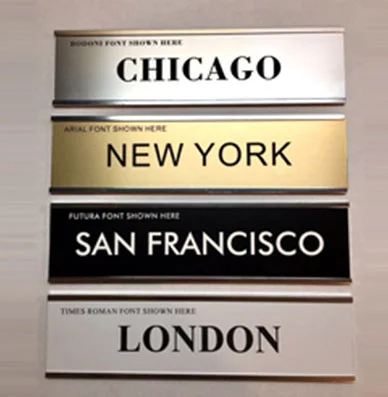 BODONI FONT SHOWN HERE
CHICAGO
ARIAL FONT SHOWN HERE
NEW YORK
FUTURA FONT SHOWN HERE
SAN FRANCISCO
TIMES ROMAN FONT SHOWN HERE
LONDON